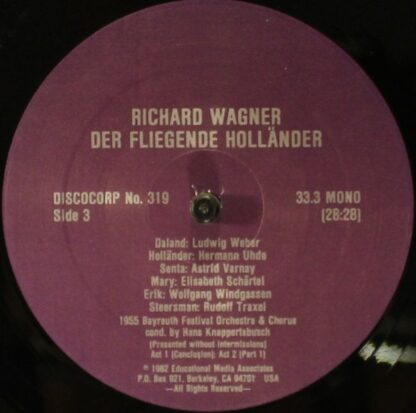 RICHARD WAGNER
DER FLIEGENDE HOLLÄNDER
DISCOCORP No. 319 33.3 MONO
Side 3 [28:28]
Daland: Ludwig Weber
Holländer: Hermann Uhde
Senta: Astrid Varnay
Mary: Elisabeth Schärtel
Erik: Wolfgang Windgassen
Steersman: Rudolf Traxel
1955 Bayreuth Festival Orchestra & Chorus
cond. by Hans Knappertsbusch
(Presented without intermissions)
Act 1 (Conclusion); Act 2 (Part 1)
℗ 1982 Educational Media Associates
P.O. Box 921, Berkeley, CA 94701 USA
—All Rights Reserved—